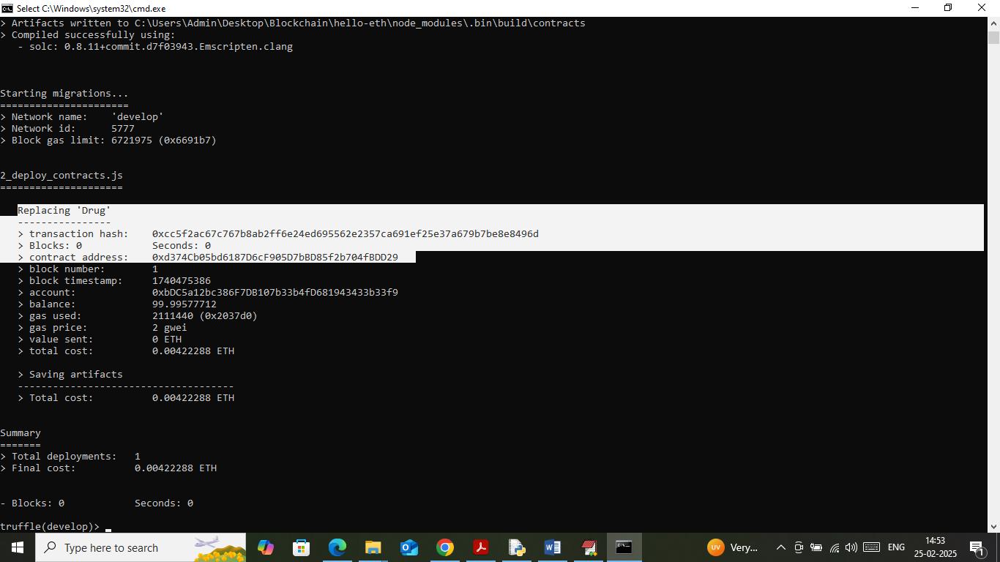 Select C:\Windows\system32\cmd.exe
> Artifacts written to C:\Users\Admin\Desktop\Blockchain\hello-eth\node_modules\.bin\build\contracts
> Compiled successfully using:
   - solc: 0.8.11+commit.d7f03943.Emscripten.clang
Starting migrations...
======================
> Network name:    'develop'
> Network id:      5777
> Block gas limit: 6721975 (0x6691b7)
2_deploy_contracts.js
=====================
   Replacing 'Drug'
   ----------------
   > transaction hash:    0xcc5f2ac67c767b8ab2ff6e24ed695562e2357ca691ef25e37a679b7be8e8496d
   > Blocks: 0            Seconds: 0
   > contract address:    0xd374Cb05bd6187D6cF905D7bBD85f2b704fBDD29
   > block number:        1
   > block timestamp:     1740475386
   > account:             0xbDC5a12bc386F7DB107b33b4fD681943433b33f9
   > balance:             99.99577712
   > gas used:            2111440 (0x2037d0)
   > gas price:           2 gwei
   > value sent:          0 ETH
   > total cost:          0.00422288 ETH
   > Saving artifacts
   -------------------------------------
   > Total cost:          0.00422288 ETH
Summary
=======
> Total deployments:   1
> Final cost:          0.00422288 ETH
- Blocks: 0            Seconds: 0
truffle(develop)>
Type here to search
UV
Very...
ENG
14:53
25-02-2025
1